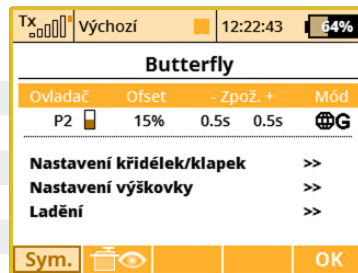 Tx Výchozí 12:22:43 64%
Butterfly
Ovladač Ofset - Zpož. + Mód
P2 15% 0.5s 0.5s G
Nastavení křidélek/klapek >>
Nastavení výškovky >>
Ladění >>
Sym. OK